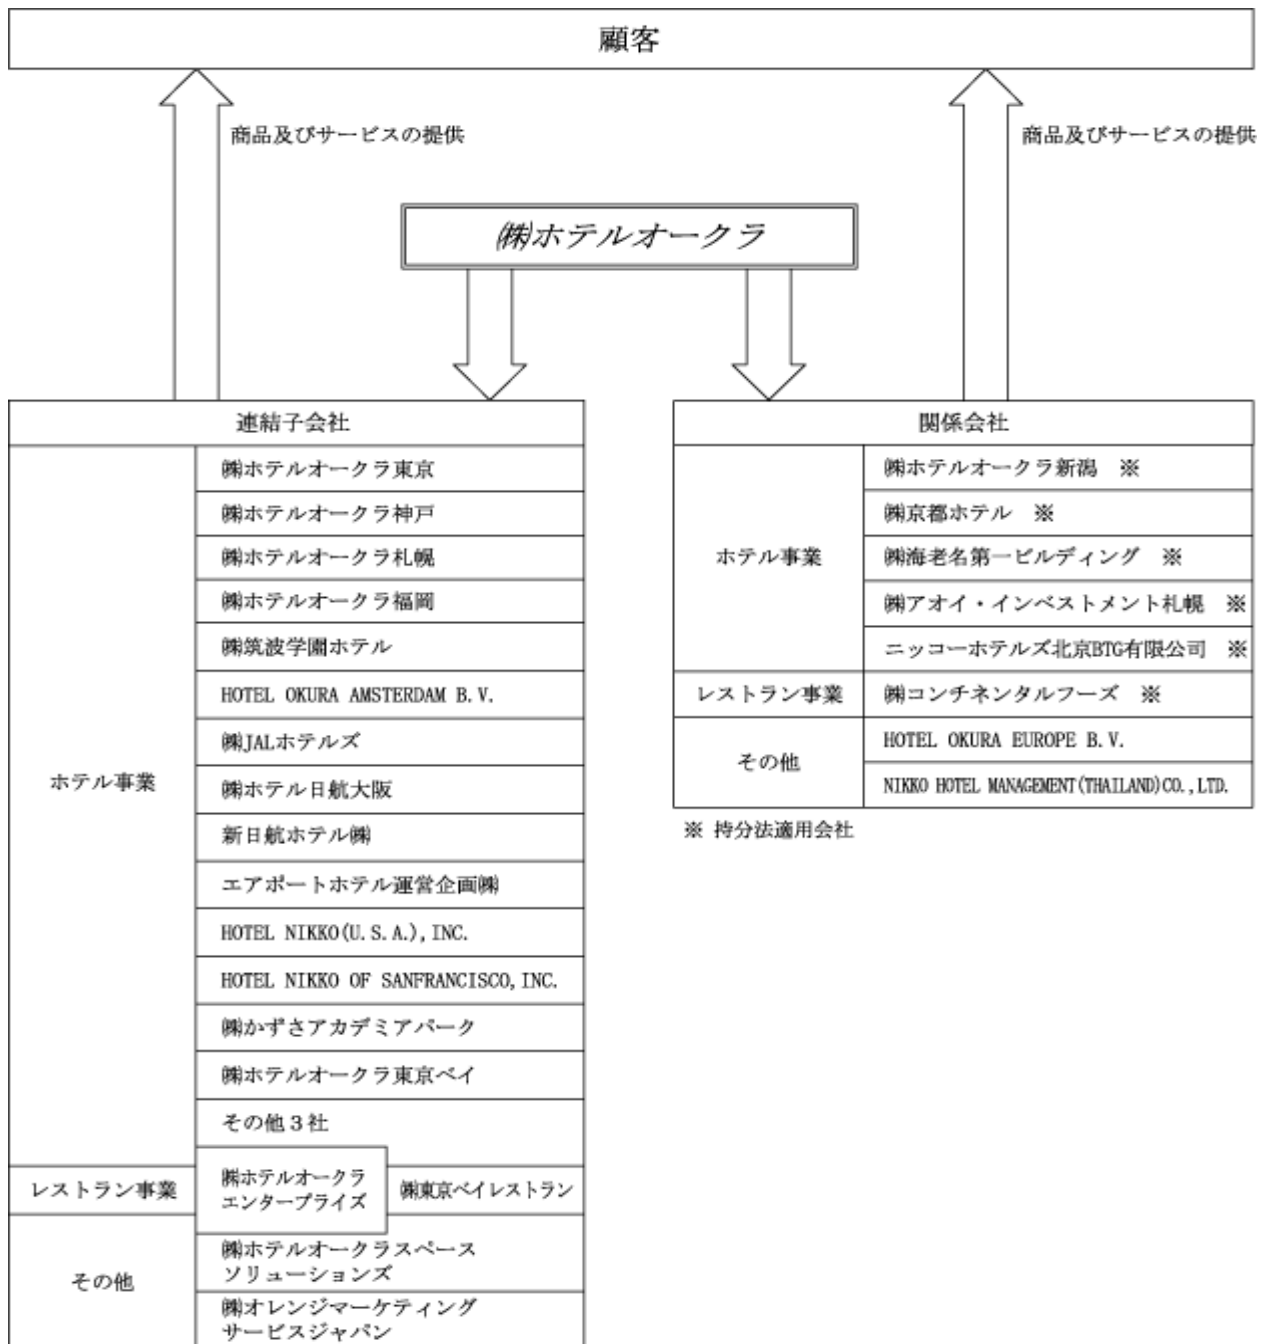 顧客
商品及びサービスの提供
商品及びサービスの提供
㈱ホテルオークラ
連結子会社
ホテル事業
㈱ホテルオークラ東京
㈱ホテルオークラ神戸
㈱ホテルオークラ札幌
㈱ホテルオークラ福岡
㈱筑波学園ホテル
HOTEL OKURA AMSTERDAM B.V.
㈱JALホテルズ
㈱ホテル日航大阪
新日航ホテル㈱
エアポートホテル運営企画㈱
HOTEL NIKKO(U.S.A.),INC.
HOTEL NIKKO OF SANFRANCISCO,INC.
㈱かずさアカデミアパーク
㈱ホテルオークラ東京ベイ
その他３社
レストラン事業
㈱ホテルオークラ
エンタープライズ
㈱東京ベイレストラン
その他
㈱ホテルオークラスペース
ソリューションズ
㈱オレンジマーケティング
サービスジャパン
関係会社
ホテル事業
㈱ホテルオークラ新潟　※
㈱京都ホテル　※
㈱海老名第一ビルディング　※
㈱アオイ・インベストメント札幌　※
ニッコーホテルズ北京BTG有限公司　※
レストラン事業
㈱コンチネンタルフーズ　※
その他
HOTEL OKURA EUROPE B.V.
NIKKO HOTEL MANAGEMENT(THAILAND)CO.,LTD.
※ 持分法適用会社